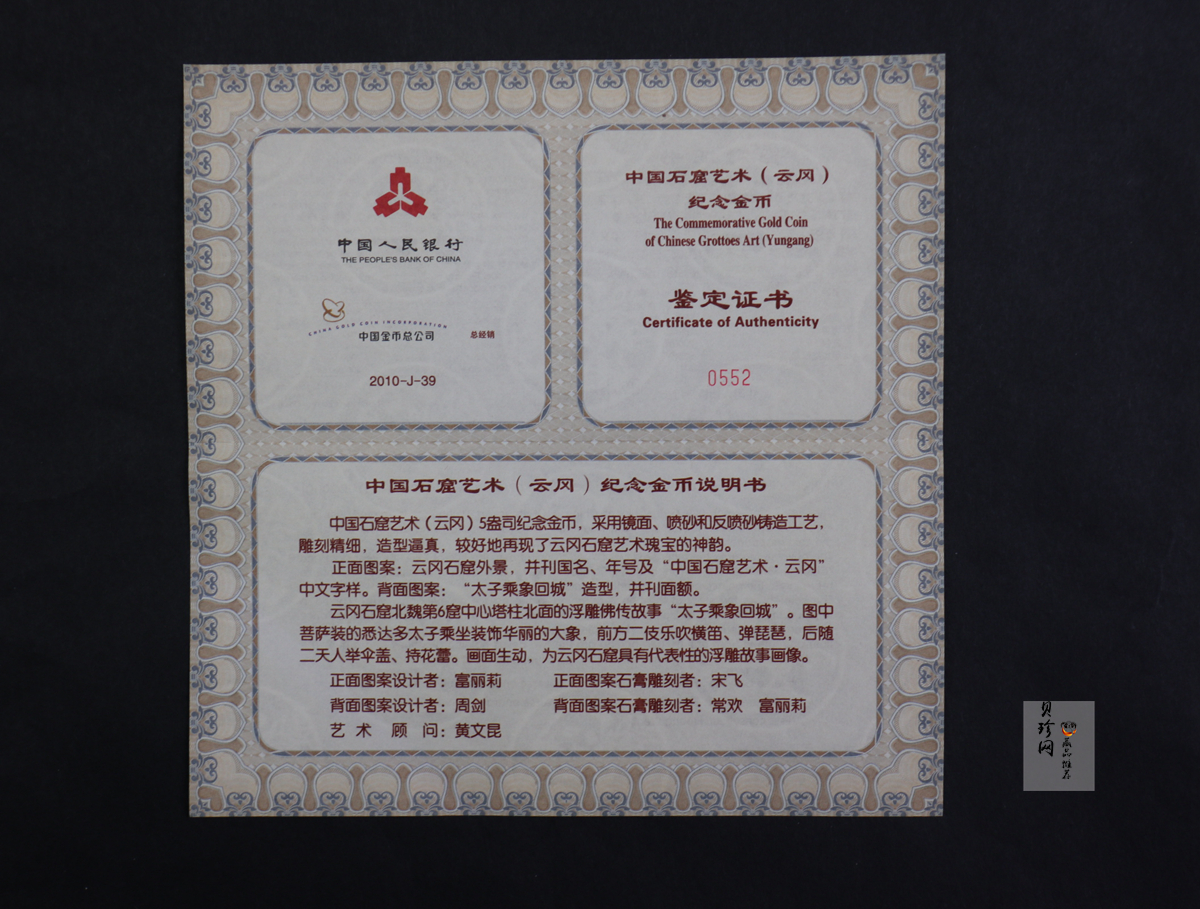 中国人民银行
THE PEOPLE'S BANK OF CHINA
CHINA GOLD COIN INCORPORATION
中国金币总公司 总经销
2010-J-39
中国石窟艺术（云冈）
纪念金币
The Commemorative Gold Coin
of Chinese Grottoes Art (Yungang)
鉴定证书
Certificate of Authenticity
0552
中国石窟艺术（云冈）纪念金币说明书
中国石窟艺术（云冈）5盎司纪念金币，采用镜面、喷砂和反喷砂铸造工艺，
雕刻精细，造型逼真，较好地再现了云冈石窟艺术瑰宝的神韵。
正面图案：云冈石窟外景，并刊国名、年号及“中国石窟艺术·云冈”
中文字样。背面图案：“太子乘象回城”造型，并刊面额。
云冈石窟北魏第6窟中心塔柱北面的浮雕佛传故事“太子乘象回城”。图中
菩萨装的悉达多太子乘坐装饰华丽的大象，前方二伎乐吹横笛、弹琵琶，后随
二天人举伞盖、持花蕾。画面生动，为云冈石窟具有代表性的浮雕故事画像。
正面图案设计者：富丽莉 正面图案石膏雕刻者：宋飞
背面图案设计者：周剑 背面图案石膏雕刻者：常欢 富丽莉
艺术顾问：黄文昆
贝珍网
藏品推荐